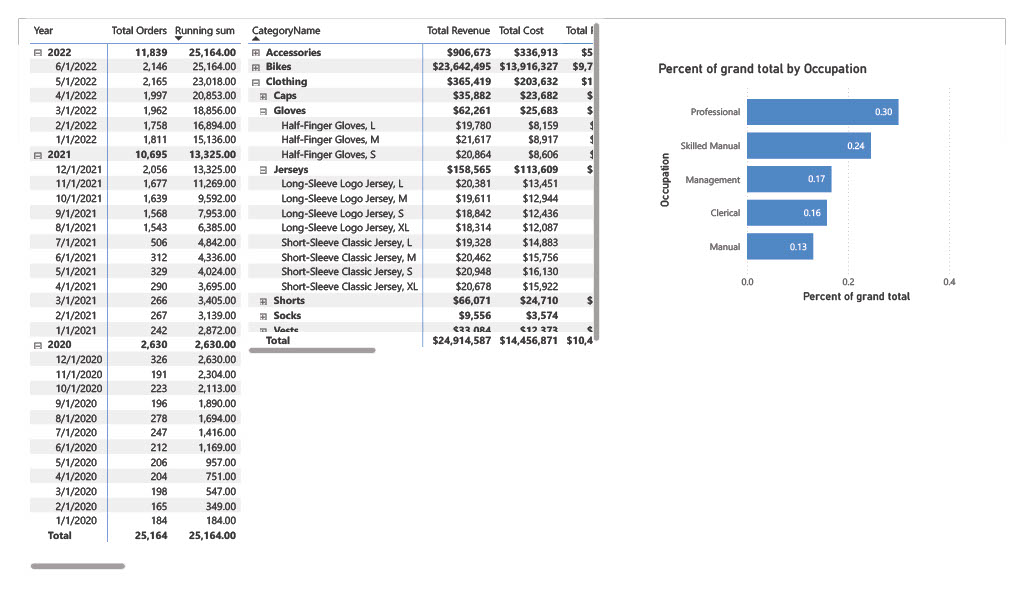 Year Total Orders Running sum
2022 11,839 25,164.00
6/1/2022 2,146 25,164.00
5/1/2022 2,165 23,018.00
4/1/2022 1,997 20,853.00
3/1/2022 1,962 18,856.00
2/1/2022 1,758 16,894.00
1/1/2022 1,811 15,136.00
2021 10,695 13,325.00
12/1/2021 2,056 13,325.00
11/1/2021 1,677 11,269.00
10/1/2021 1,639 9,592.00
9/1/2021 1,568 7,953.00
8/1/2021 1,543 6,385.00
7/1/2021 506 4,842.00
6/1/2021 312 4,336.00
5/1/2021 329 4,024.00
4/1/2021 290 3,695.00
3/1/2021 266 3,405.00
2/1/2021 267 3,139.00
1/1/2021 242 2,872.00
2020 2,630 2,630.00
12/1/2020 326 2,630.00
11/1/2020 191 2,304.00
10/1/2020 223 2,113.00
9/1/2020 196 1,890.00
8/1/2020 278 1,694.00
7/1/2020 247 1,416.00
6/1/2020 212 1,169.00
5/1/2020 206 957.00
4/1/2020 204 751.00
3/1/2020 198 547.00
2/1/2020 165 349.00
1/1/2020 184 184.00
Total 25,164 25,164.00
CategoryName Total Revenue Total Cost Total
Accessories $906,673 $336,913 $5
Bikes $23,642,495 $13,916,327 $9,7
Clothing $365,419 $203,632 $1
Caps $35,882 $23,682 $
Gloves $62,261 $25,683 $
Half-Finger Gloves, L $19,780 $8,159
Half-Finger Gloves, M $21,617 $8,917
Half-Finger Gloves, S $20,864 $8,606
Jerseys $158,565 $113,609 $
Long-Sleeve Logo Jersey, L $20,381 $13,451
Long-Sleeve Logo Jersey, M $19,611 $12,944
Long-Sleeve Logo Jersey, S $18,842 $12,436
Long-Sleeve Logo Jersey, XL $18,314 $12,087
Short-Sleeve Classic Jersey, L $19,328 $14,883
Short-Sleeve Classic Jersey, M $20,462 $15,756
Short-Sleeve Classic Jersey, S $20,948 $16,130
Short-Sleeve Classic Jersey, XL $20,678 $15,922
Shorts $66,071 $24,710 $
Socks $9,556 $3,574
Vests $33,084 $12,373 $
Total $24,914,587 $14,456,871 $10,4
Percent of grand total by Occupation
Occupation
Professional 0.30
Skilled Manual 0.24
Management 0.17
Clerical 0.16
Manual 0.13
0.0 0.2 0.4
Percent of grand total